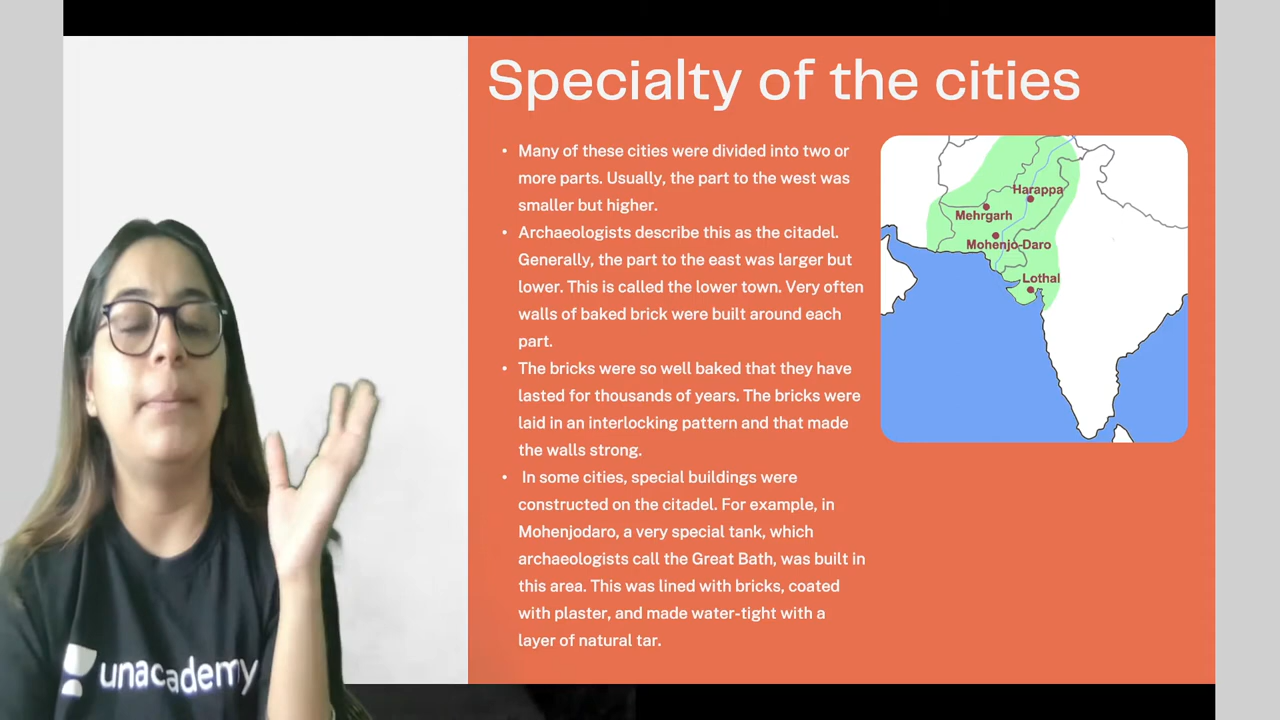 Specialty of the cities
• Many of these cities were divided into two or
more parts. Usually, the part to the west was
smaller but higher.
• Archaeologists describe this as the citadel.
Generally, the part to the east was larger but
lower. This is called the lower town. Very often
walls of baked brick were built around each
part.
• The bricks were so well baked that they have
lasted for thousands of years. The bricks were
laid in an interlocking pattern and that made
the walls strong.
• In some cities, special buildings were
constructed on the citadel. For example, in
Mohenjodaro, a very special tank, which
archaeologists call the Great Bath, was built in
this area. This was lined with bricks, coated
with plaster, and made water-tight with a
layer of natural tar.
Harappa
Mehrgarh
Mohenjo-Daro
Lothal
unacademy